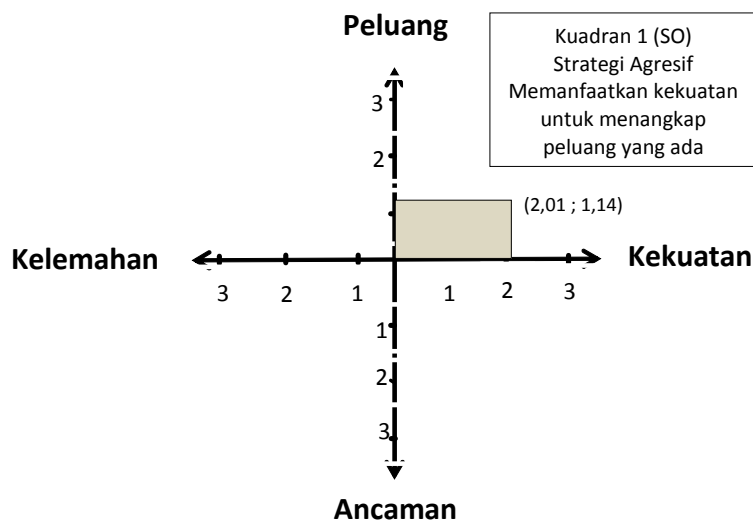 Peluang
Kuadran 1 (SO)
Strategi Agresif
Memanfaatkan kekuatan
untuk menangkap
peluang yang ada
3
2
(2,01 ; 1,14)
Kelemahan
Kekuatan
3 2 1 1 2 3
1
2
3
Ancaman